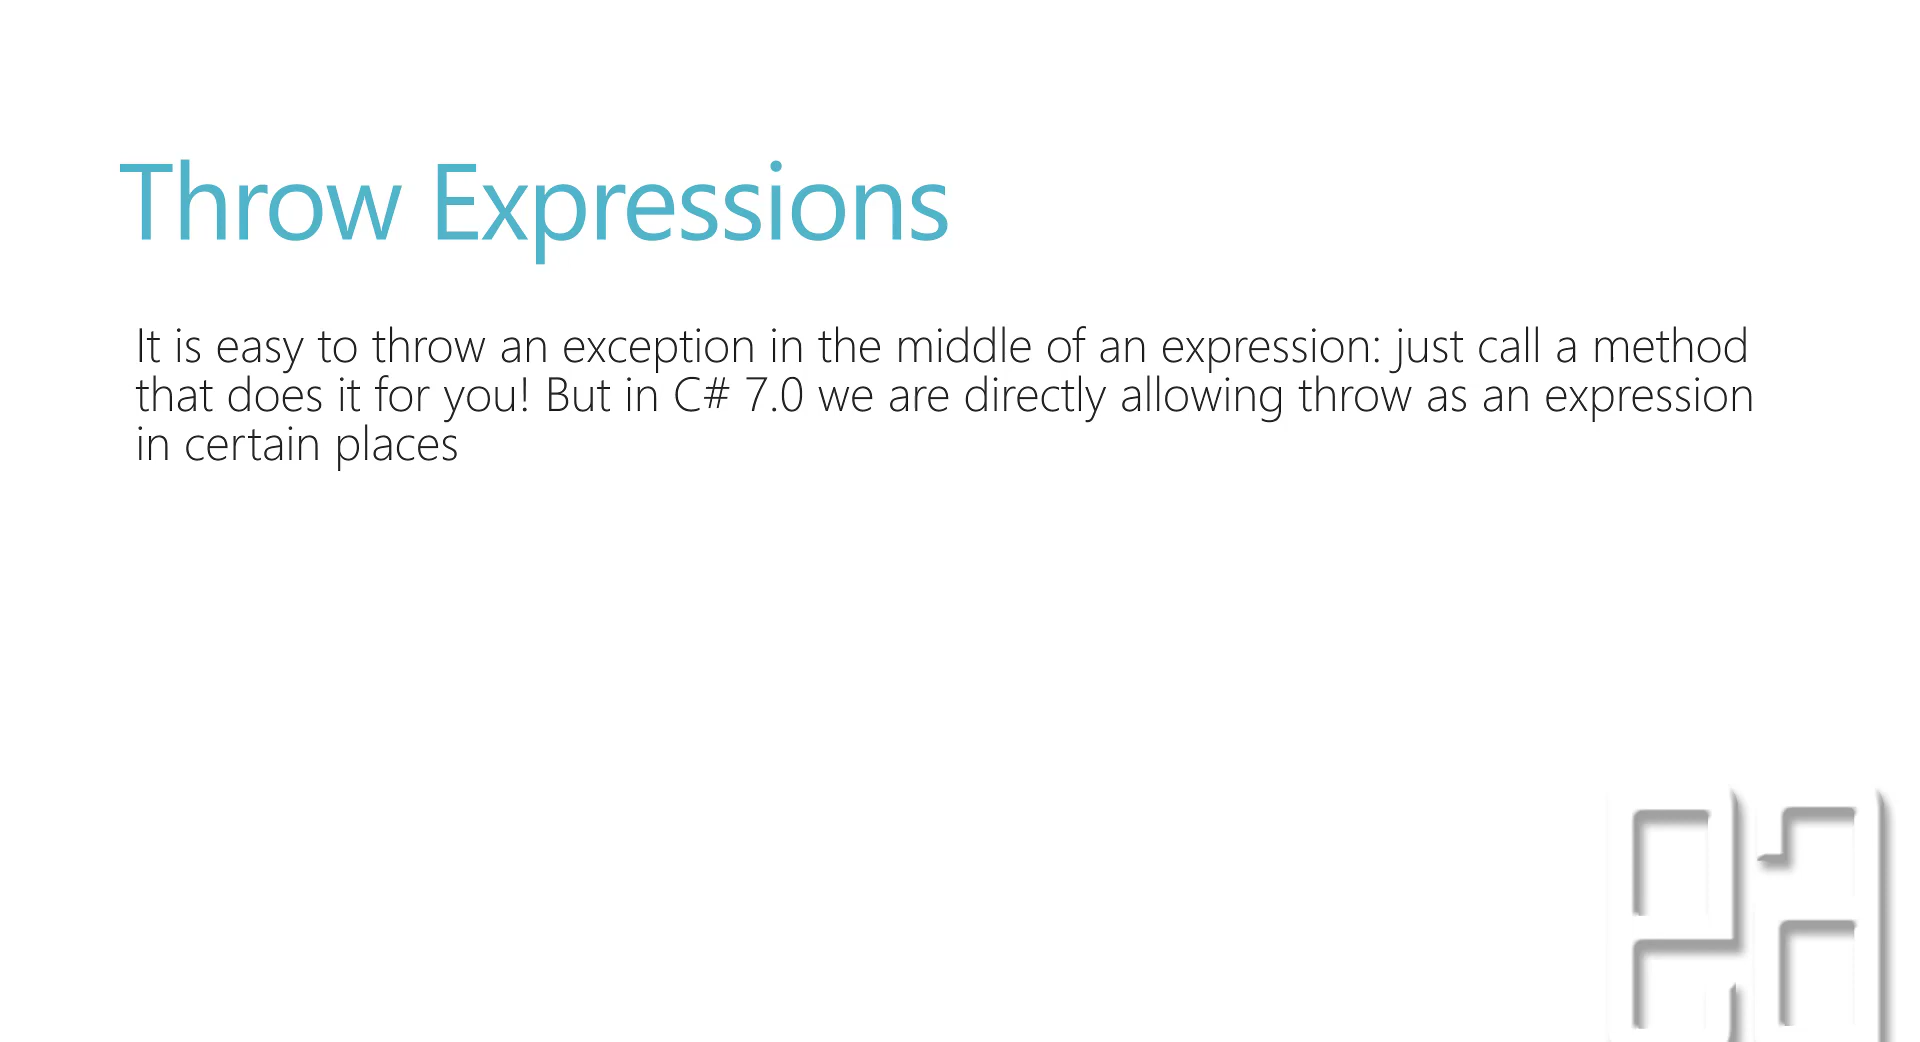 Throw Expressions
It is easy to throw an exception in the middle of an expression: just call a method
that does it for you! But in C# 7.0 we are directly allowing throw as an expression
in certain places